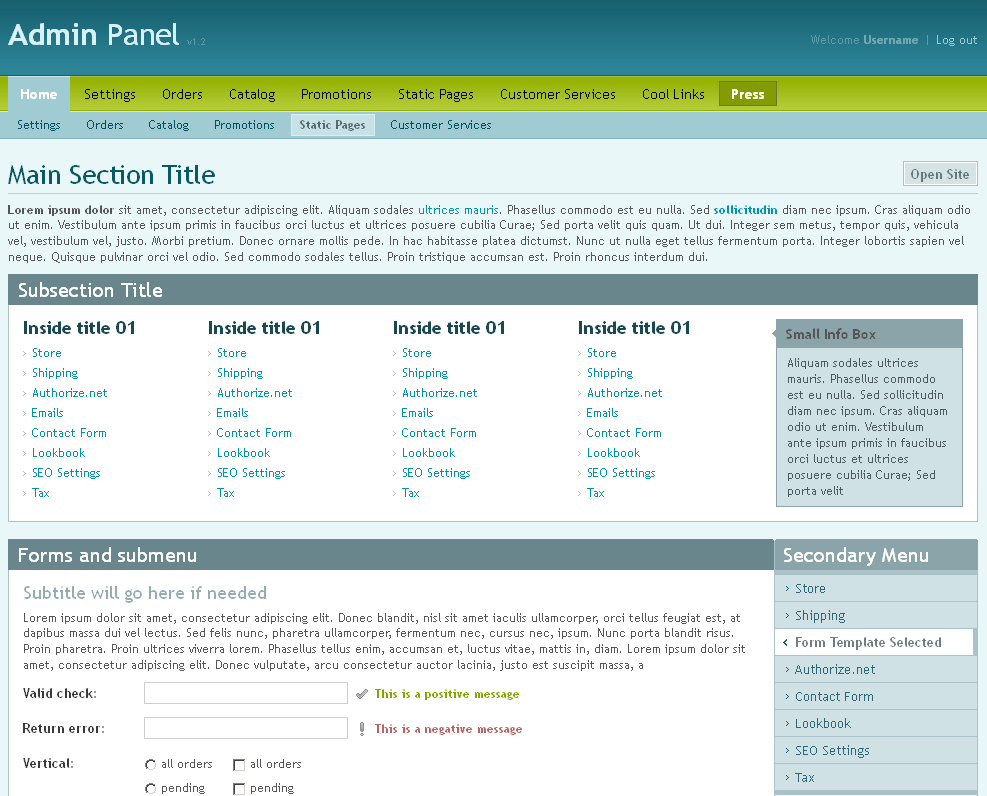 Admin Panel v1.2
Welcome Username | Log out
Home Settings Orders Catalog Promotions Static Pages Customer Services Cool Links Press
Settings Orders Catalog Promotions Static Pages Customer Services
Main Section Title
Open Site
Lorem ipsum dolor sit amet, consectetur adipiscing elit. Aliquam sodales ultrices mauris. Phasellus commodo est eu nulla. Sed sollicitudin diam nec ipsum. Cras aliquam odio
ut enim. Vestibulum ante ipsum primis in faucibus orci luctus et ultrices posuere cubilia Curae; Sed porta velit quis quam. Ut dui. Integer sem metus, tempor quis, vehicula
vel, vestibulum vel, justo. Morbi pretium. Donec ornare mollis pede. In hac habitasse platea dictumst. Nunc ut nulla eget tellus fermentum porta. Integer lobortis sapien vel
neque. Quisque pulvinar orci vel odio. Sed commodo sodales tellus. Proin tristique accumsan est. Proin rhoncus interdum dui.
Subsection Title
Inside title 01
Store
Shipping
Authorize.net
Emails
Contact Form
Lookbook
SEO Settings
Tax
Inside title 01
Store
Shipping
Authorize.net
Emails
Contact Form
Lookbook
SEO Settings
Tax
Inside title 01
Store
Shipping
Authorize.net
Emails
Contact Form
Lookbook
SEO Settings
Tax
Inside title 01
Store
Shipping
Authorize.net
Emails
Contact Form
Lookbook
SEO Settings
Tax
Small Info Box
Aliquam sodales ultrices
mauris. Phasellus commodo
est eu nulla. Sed sollicitudin
diam nec ipsum. Cras aliquam
odio ut enim. Vestibulum
ante ipsum primis in faucibus
orci luctus et ultrices
posuere cubilia Curae; Sed
porta velit
Forms and submenu
Subtitle will go here if needed
Lorem ipsum dolor sit amet, consectetur adipiscing elit. Donec blandit, nisl sit amet iaculis ullamcorper, orci tellus feugiat est, at
dapibus massa dui vel lectus. Sed felis nunc, pharetra ullamcorper, fermentum nec, cursus nec, ipsum. Nunc porta blandit risus.
Proin pharetra. Proin ultrices viverra lorem. Phasellus tellus enim, accumsan et, luctus vitae, mattis in, diam. Lorem ipsum dolor sit
amet, consectetur adipiscing elit. Donec vulputate, arcu consectetur auctor lacinia, justo est suscipit massa, a
Valid check: This is a positive message
Return error: This is a negative message
Vertical: all orders all orders
pending pending
Secondary Menu
Store
Shipping
Form Template Selected
Authorize.net
Contact Form
Lookbook
SEO Settings
Tax